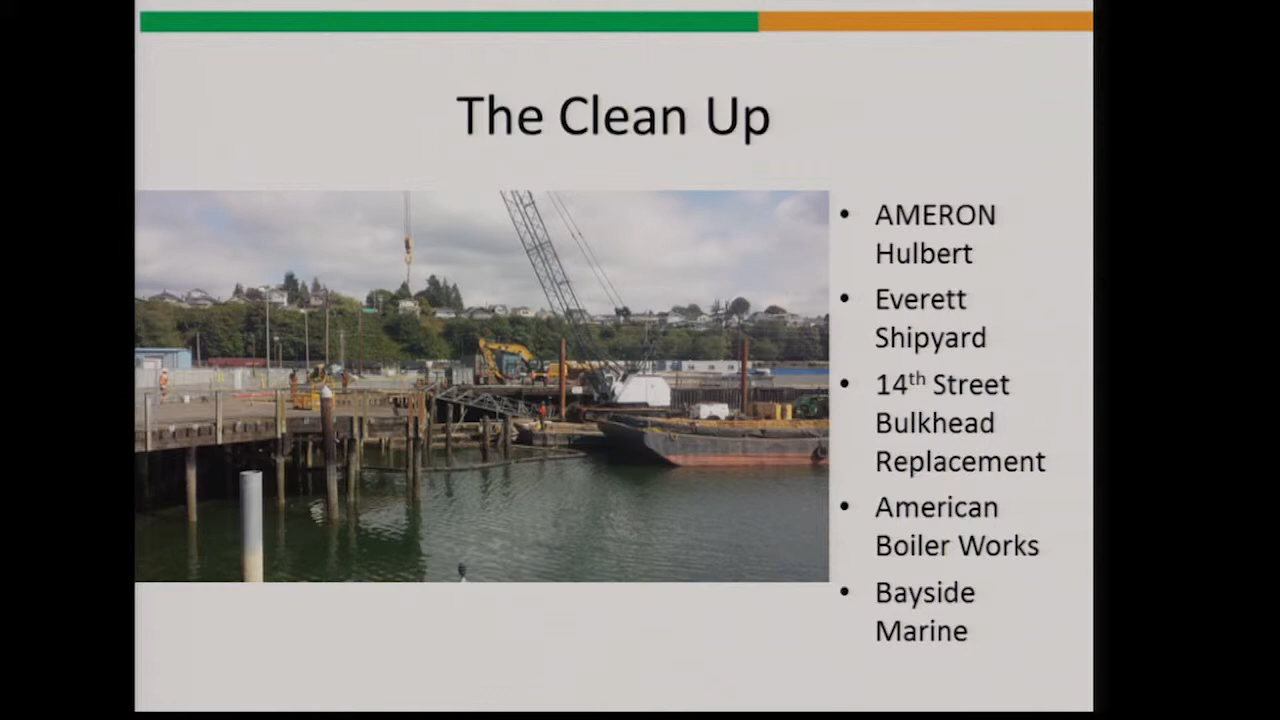 The Clean Up
• AMERON
Hulbert
• Everett
Shipyard
• 14th Street
Bulkhead
Replacement
• American
Boiler Works
• Bayside
Marine